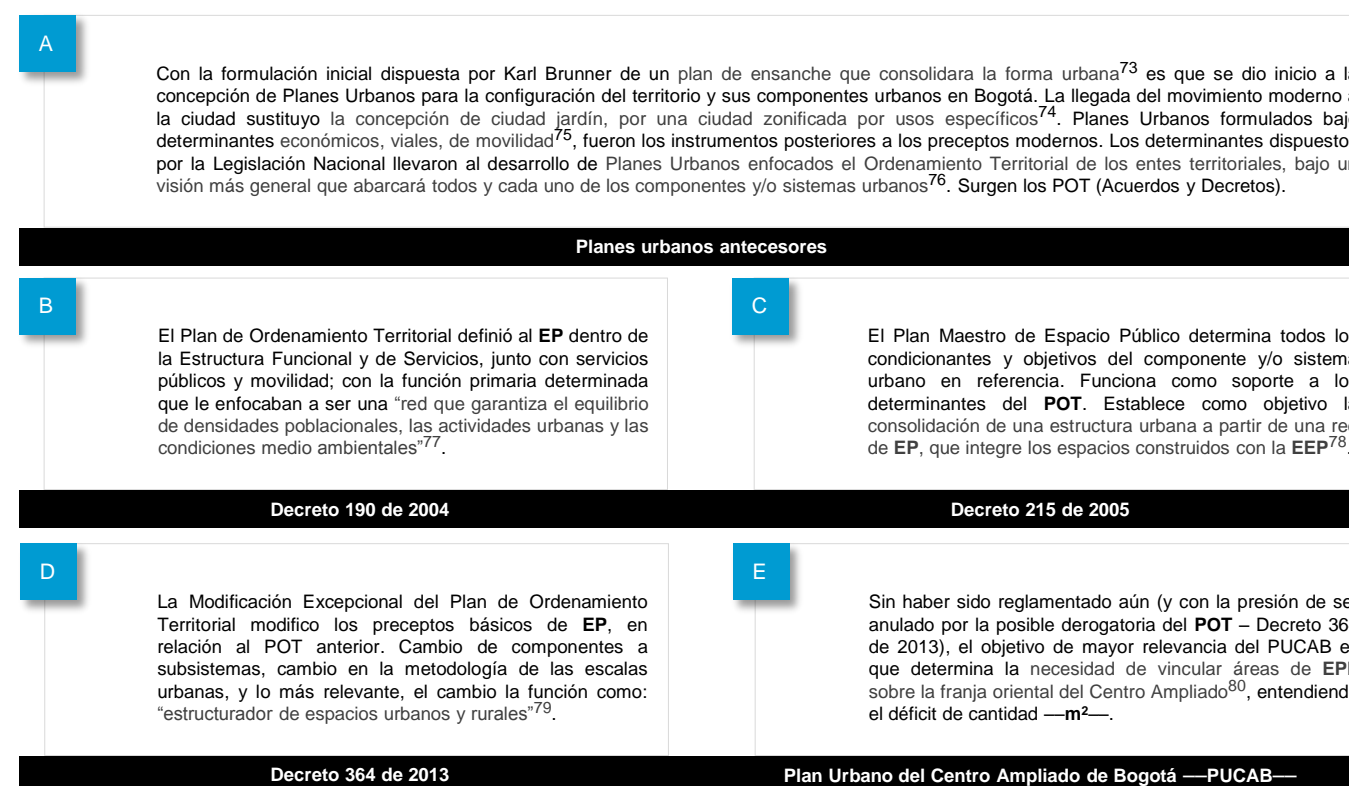 A
Con la formulación inicial dispuesta por Karl Brunner de un plan de ensanche que consolidara la forma urbana73 es que se dio inicio a l
concepción de Planes Urbanos para la configuración del territorio y sus componentes urbanos en Bogotá. La llegada del movimiento moderno a
la ciudad sustituyo la concepción de ciudad jardín, por una ciudad zonificada por usos específicos74. Planes Urbanos formulados bajo
determinantes económicos, viales, de movilidad75, fueron los instrumentos posteriores a los preceptos modernos. Los determinantes dispuesto
por la Legislación Nacional llevaron al desarrollo de Planes Urbanos enfocados el Ordenamiento Territorial de los entes territoriales, bajo un
visión más general que abarcará todos y cada uno de los componentes y/o sistemas urbanos76. Surgen los POT (Acuerdos y Decretos).
Planes urbanos antecesores
B
El Plan de Ordenamiento Territorial definió al EP dentro de
la Estructura Funcional y de Servicios, junto con servicios
públicos y movilidad; con la función primaria determinada
que le enfocaban a ser una “red que garantiza el equilibrio
de densidades poblacionales, las actividades urbanas y las
condiciones medio ambientales”77.
Decreto 190 de 2004
C
El Plan Maestro de Espacio Público determina todos lo
condicionantes y objetivos del componente y/o sistema
urbano en referencia. Funciona como soporte a lo
determinantes del POT. Establece como objetivo la
consolidación de una estructura urbana a partir de una red
de EP, que integre los espacios construidos con la EEP78.
Decreto 215 de 2005
D
La Modificación Excepcional del Plan de Ordenamiento
Territorial modifico los preceptos básicos de EP, en
relación al POT anterior. Cambio de componentes a
subsistemas, cambio en la metodología de las escalas
urbanas, y lo más relevante, el cambio la función como:
“estructurador de espacios urbanos y rurales”79.
Decreto 364 de 2013
E
Sin haber sido reglamentado aún (y con la presión de se
anulado por la posible derogatoria del POT – Decreto 36
de 2013), el objetivo de mayor relevancia del PUCAB e
que determina la necesidad de vincular áreas de EP
sobre la franja oriental del Centro Ampliado80, entendiend
el déficit de cantidad —m²—.
Plan Urbano del Centro Ampliado de Bogotá —PUCAB—